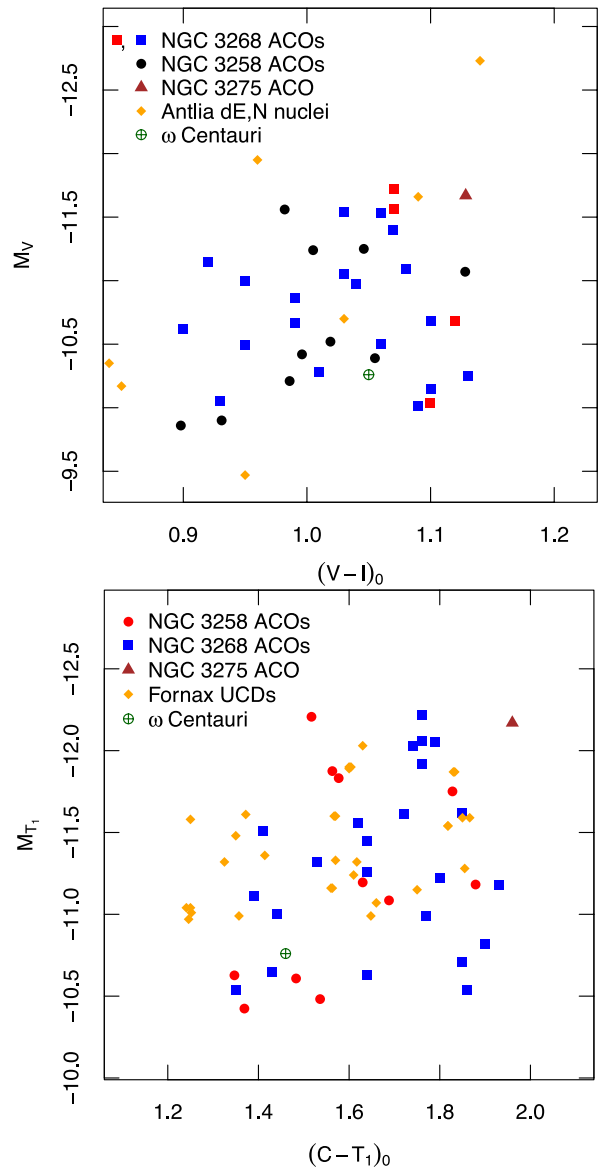 , NGC 3268 ACOs
NGC 3258 ACOs
NGC 3275 ACO
Antlia dE,N nuclei
ω Centauri
-12.5
-11.5
-10.5
-9.5
M_V
0.9 1.0 1.1 1.2
(V−I)₀
NGC 3258 ACOs
NGC 3268 ACOs
NGC 3275 ACO
Fornax UCDs
ω Centauri
-12.5
-12.0
-11.5
-11.0
-10.5
-10.0
M_T₁
1.2 1.4 1.6 1.8 2.0
(C−T₁)₀